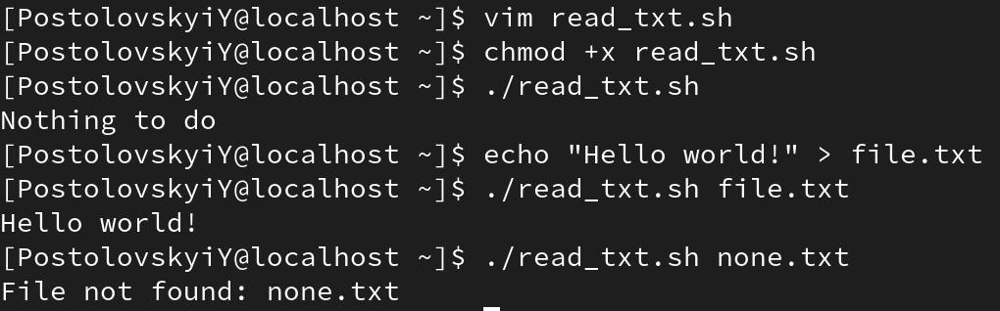 [PostolovskyiY@localhost ~]$ vim read_txt.sh
[PostolovskyiY@localhost ~]$ chmod +x read_txt.sh
[PostolovskyiY@localhost ~]$ ./read_txt.sh
Nothing to do
[PostolovskyiY@localhost ~]$ echo "Hello world!" > file.txt
[PostolovskyiY@localhost ~]$ ./read_txt.sh file.txt
Hello world!
[PostolovskyiY@localhost ~]$ ./read_txt.sh none.txt
File not found: none.txt